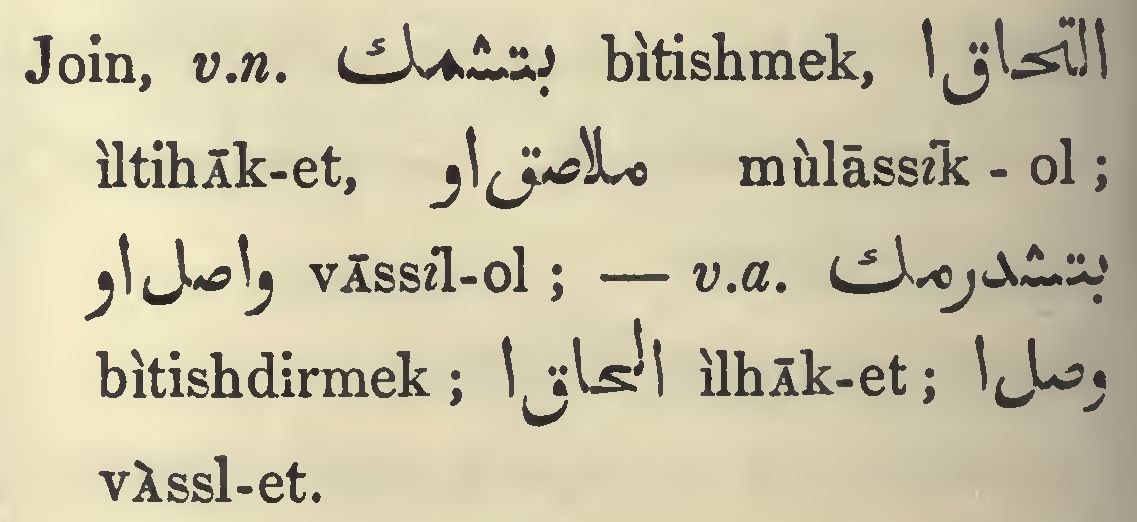 Join, v.n. بتشمك bìtishmek, التحاق ا
ìltihĀk-et, ملاصق او mùlāssik - ol ;
واصل او vĀssil-ol ; — v.a. بتشدرمك
bìtishdirmek ; الحاق ا ìlhĀk-et ; وصل ا
vÀssl-et.